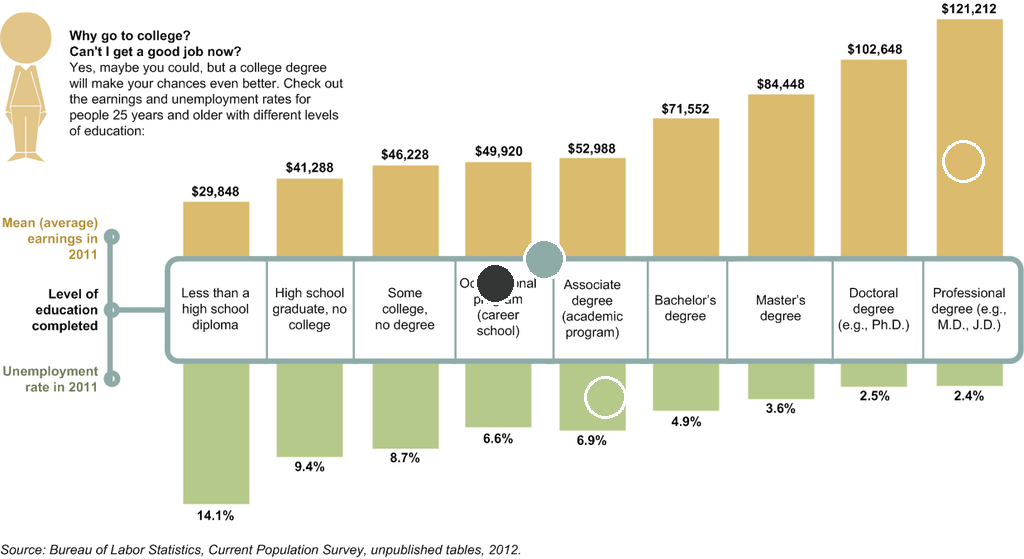 Why go to college?
Can't I get a good job now?
Yes, maybe you could, but a college degree
will make your chances even better. Check out
the earnings and unemployment rates for
people 25 years and older with different levels
of education:
$29,848
$41,288
$46,228
$49,920
$52,988
$71,552
$84,448
$102,648
$121,212
Mean (average)
earnings in
2011
Level of
education
completed
Less than a
high school
diploma
High school
graduate, no
college
Some
college,
no degree
(career
school)
Associate
degree
(academic
program)
Bachelor's
degree
Master's
degree
Doctoral
degree
(e.g., Ph.D.)
Professional
degree (e.g.,
M.D., J.D.)
Unemployment
rate in 2011
14.1%
9.4%
8.7%
6.6%
6.9%
4.9%
3.6%
2.5%
2.4%
Source: Bureau of Labor Statistics, Current Population Survey, unpublished tables, 2012.